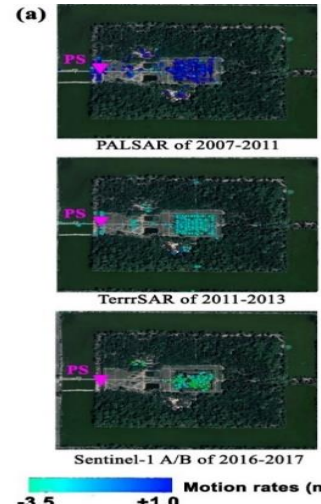 (a)
PS
PALSAR of 2007-2011
PS
TerrrSAR of 2011-2013
PS
Sentinel-1 A/B of 2016-2017
Motion rates (n
-3.5 +1.0